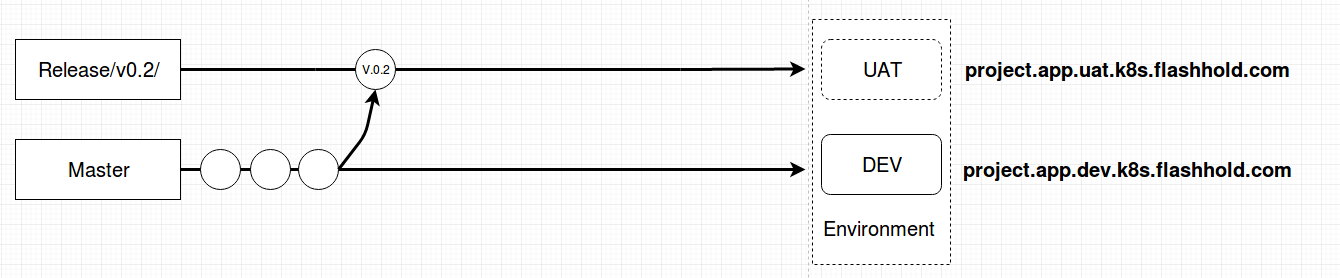 Release/v0.2/
V.0.2
UAT
project.app.uat.k8s.flashhold.com
Master
DEV
project.app.dev.k8s.flashhold.com
Environment